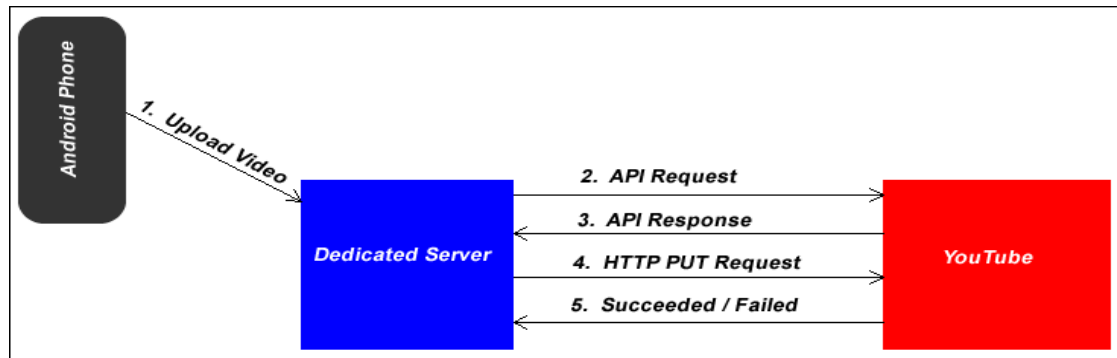 Android Phone
1. Upload Video
2. API Request
3. API Response
Dedicated Server
4. HTTP PUT Request
YouTube
5. Succeeded / Failed